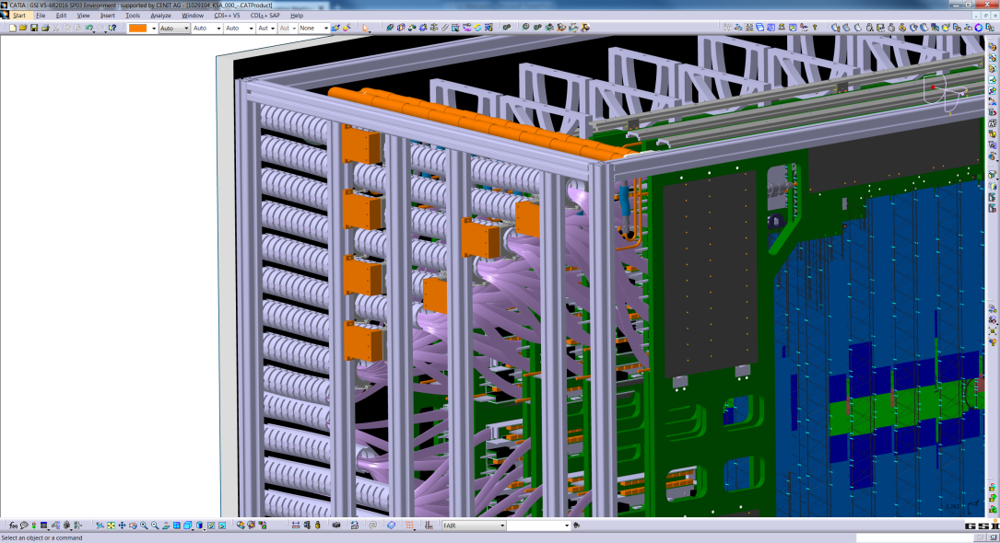 CATIA : GSI V5-6R2016 SP03 Environment : supported by CENIT AG - [1029104_KSA_000_-.CATProduct]
Start File Edit View Insert Tools Analyze Window CDI++ V5 CDI++ SAP Help
Auto Auto Auto Aut Aut None
FAIR
GSI
Select an object or a command